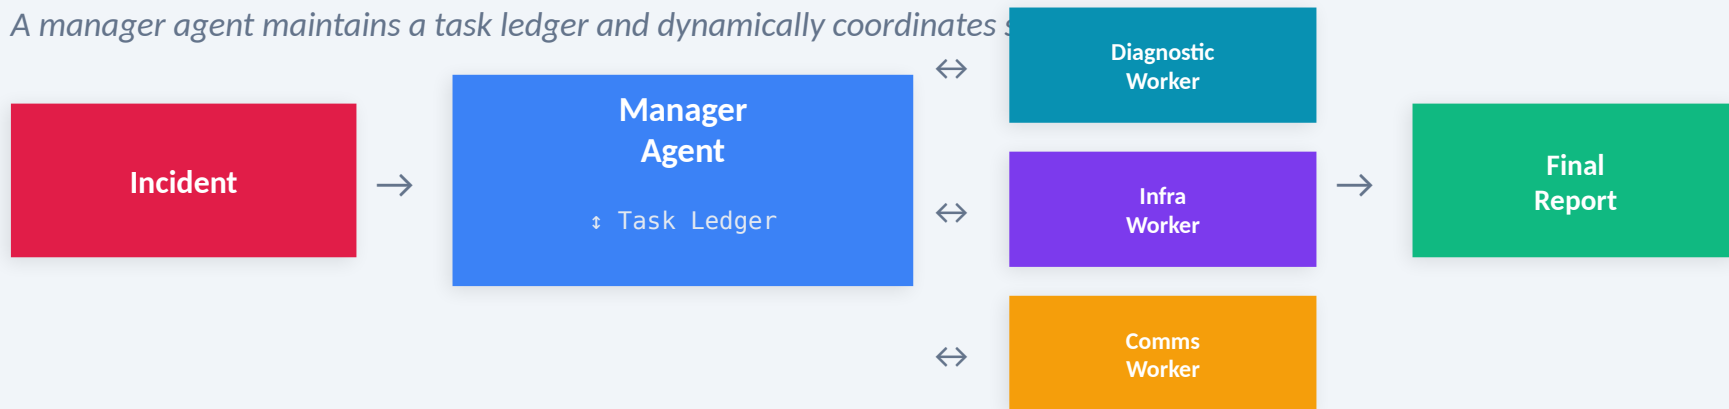 A manager agent maintains a task ledger and dynamically coordinates
Incident
→
Manager
Agent
↕ Task Ledger
↔
Diagnostic
Worker
↔
Infra
Worker
↔
Comms
Worker
→
Final
Report